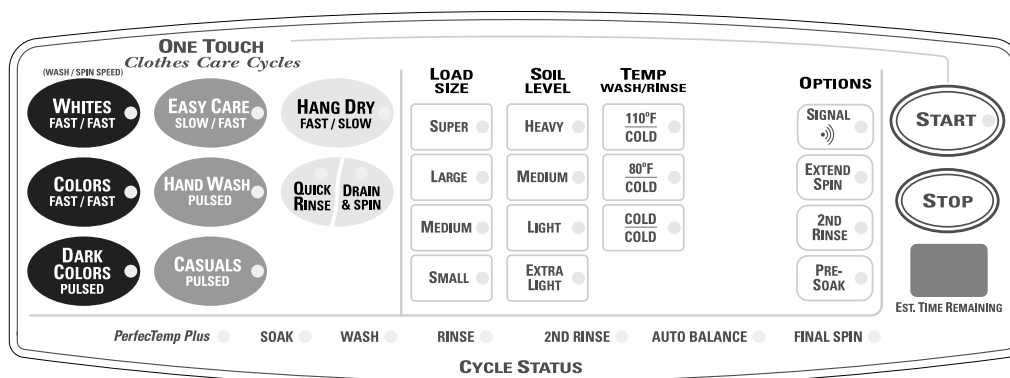 ONE TOUCH
Clothes Care Cycles
(WASH / SPIN SPEED)
WHITES
FAST / FAST
EASY CARE
SLOW / FAST
HANG DRY
FAST / SLOW
COLORS
FAST / FAST
HAND WASH
PULSED
QUICK
RINSE
DRAIN
& SPIN
DARK
COLORS
PULSED
CASUALS
PULSED
LOAD
SIZE
SUPER
LARGE
MEDIUM
SMALL
SOIL
LEVEL
HEAVY
MEDIUM
LIGHT
EXTRA
LIGHT
TEMP
WASH/RINSE
110°F
COLD
80°F
COLD
COLD
COLD
OPTIONS
SIGNAL
EXTEND
SPIN
2ND
RINSE
PRE-
SOAK
START
STOP
EST. TIME REMAINING
PerfecTemp Plus SOAK WASH RINSE 2ND RINSE AUTO BALANCE FINAL SPIN
CYCLE STATUS